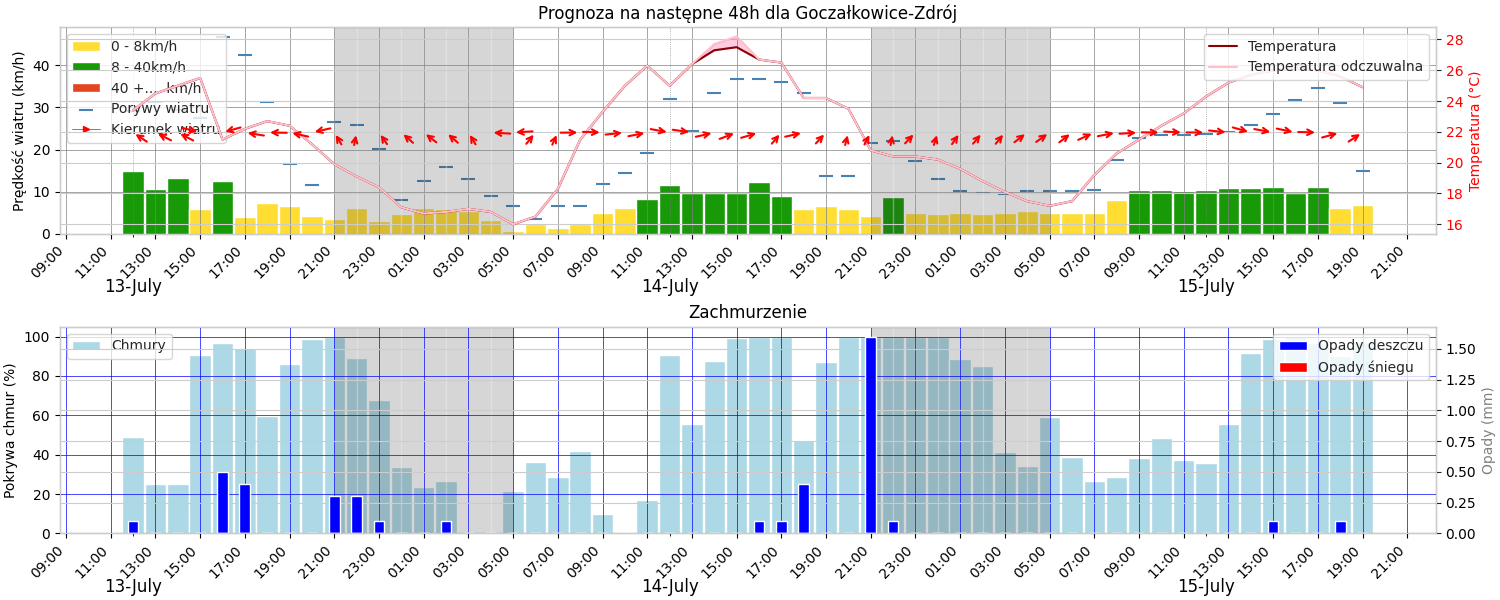 Prognoza na następne 48h dla Goczałkowice-Zdrój
Prędkość wiatru (km/h)
40
30
20
10
0
0 - 8km/h
8 - 40km/h
40 +.... km/h
Porywy wiatru
Kierunek wiatru
Temperatura
Temperatura odczuwalna
28
26
24
22
20
18
16
Temperatura (°C)
09:00 11:00 13:00 15:00 17:00 19:00 21:00 23:00 01:00 03:00 05:00 07:00 09:00 11:00 13:00 15:00 17:00 19:00 21:00 23:00 01:00 03:00 05:00 07:00 09:00 11:00 13:00 15:00 17:00 19:00 21:00
13-July 14-July 15-July
Zachmurzenie
Pokrywa chmur (%)
100
80
60
40
20
0
Chmury
Opady deszczu
Opady śniegu
1.50
1.25
1.00
0.75
0.50
0.25
0.00
Opady (mm)
09:00 11:00 13:00 15:00 17:00 19:00 21:00 23:00 01:00 03:00 05:00 07:00 09:00 11:00 13:00 15:00 17:00 19:00 21:00 23:00 01:00 03:00 05:00 07:00 09:00 11:00 13:00 15:00 17:00 19:00 21:00
13-July 14-July 15-July